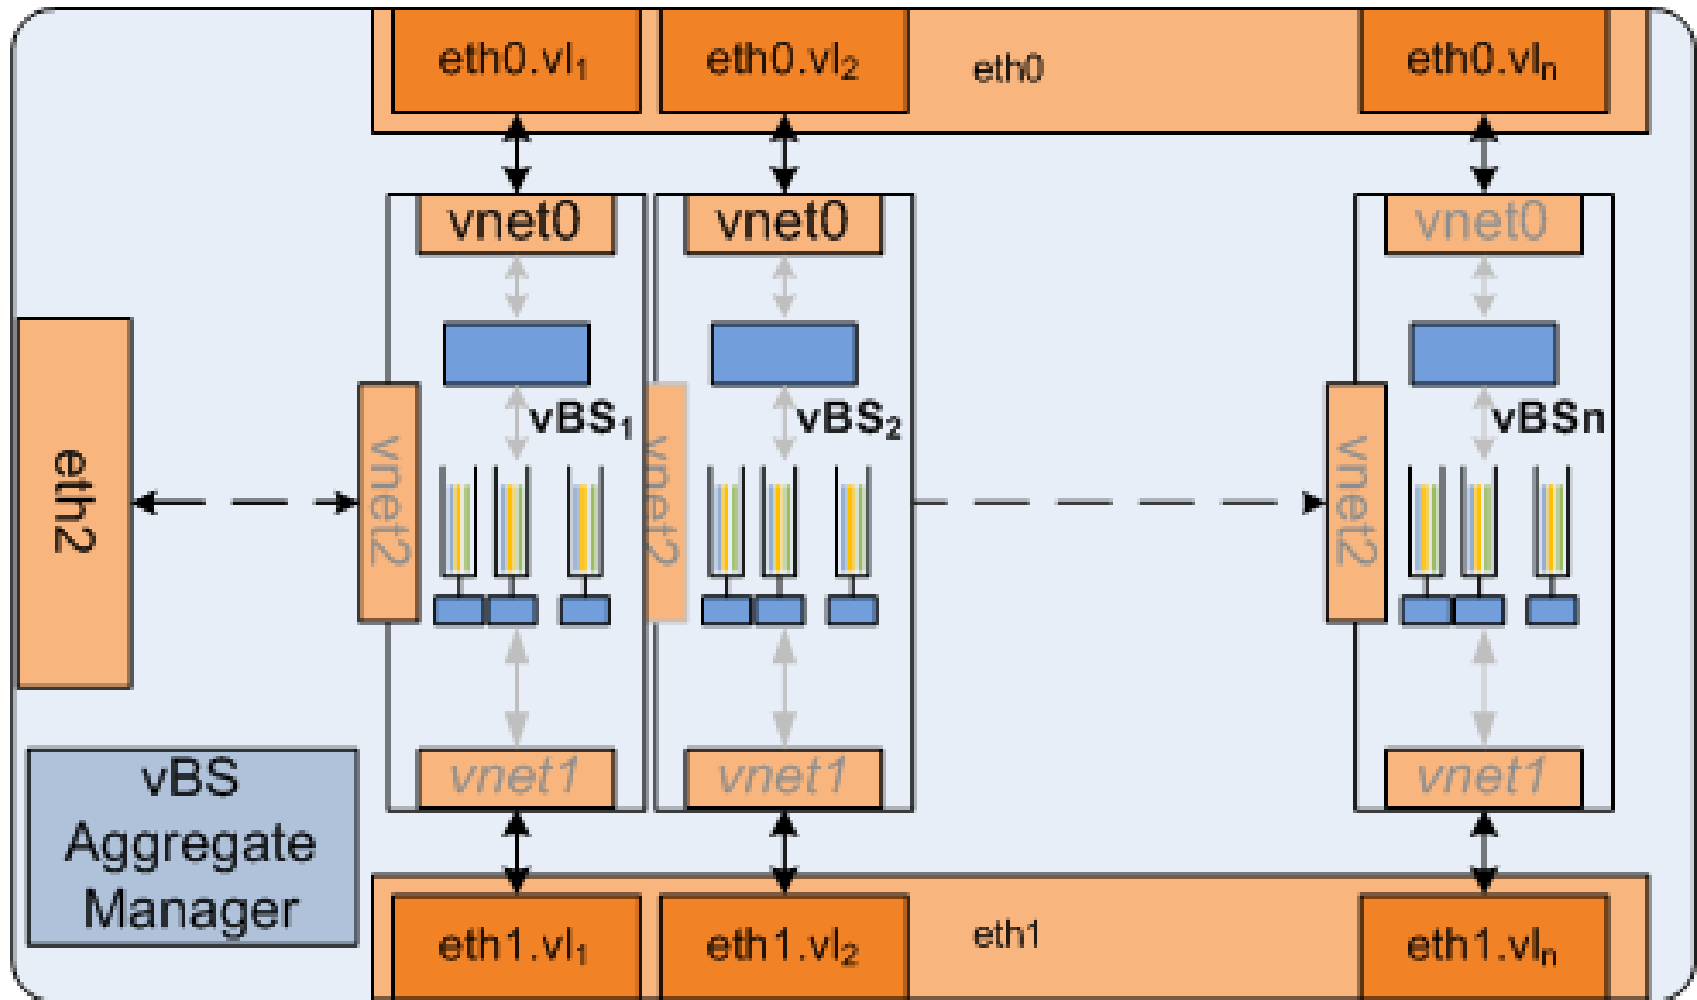 eth0.vl₁
eth0.vl₂
eth0
eth0.vlₙ
vnet0
vnet0
vnet0
vBS₁
vBS₂
vBSn
eth2
vnet2
vnet2
vnet2
vnet1
vnet1
vnet1
vBS
Aggregate
Manager
eth1.vl₁
eth1.vl₂
eth1
eth1.vlₙ